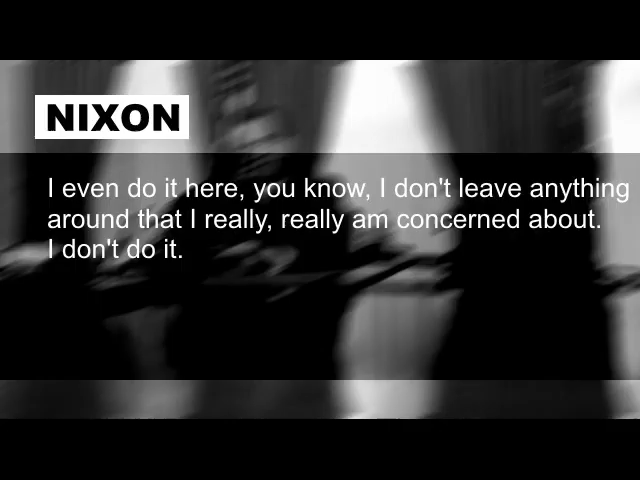 NIXON
I even do it here, you know, I don't leave anything
around that I really, really am concerned about.
I don't do it.